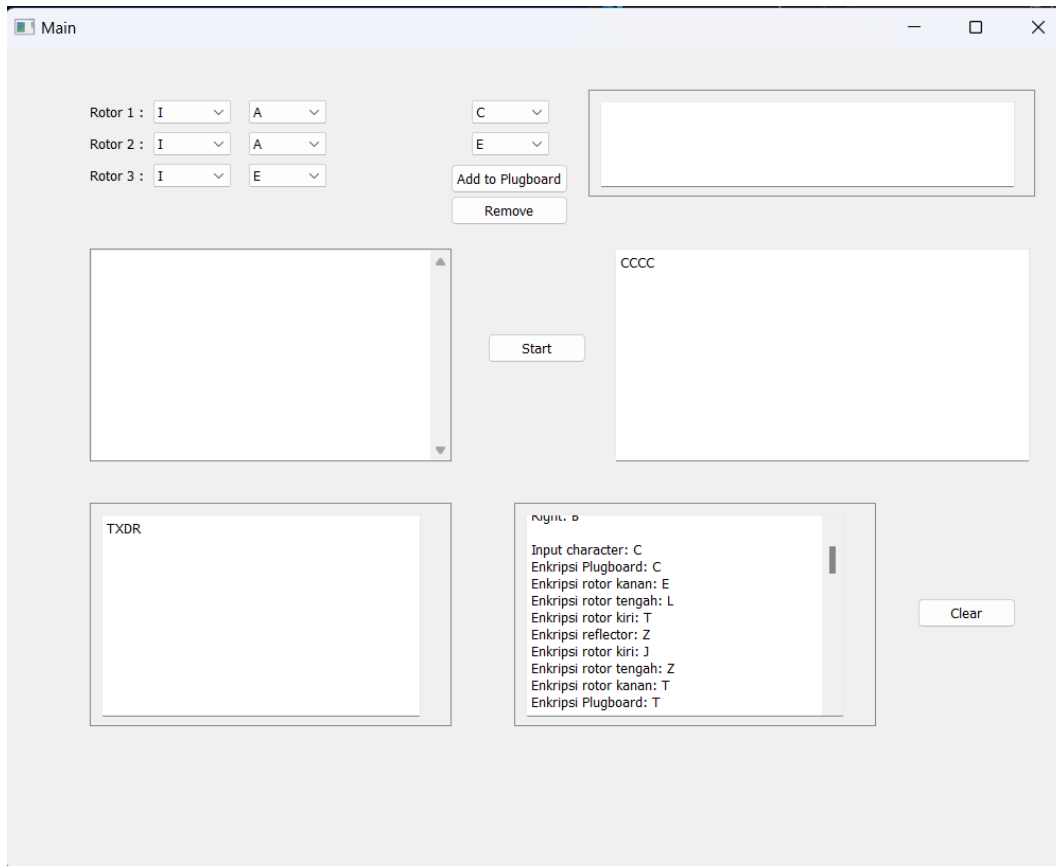 Main
Rotor 1 : I A
Rotor 2 : I A
Rotor 3 : I E
C
E
Add to Plugboard
Remove
Start
CCCC
TXDR
Right: B
Input character: C
Enkripsi Plugboard: C
Enkripsi rotor kanan: E
Enkripsi rotor tengah: L
Enkripsi rotor kiri: T
Enkripsi reflector: Z
Enkripsi rotor kiri: J
Enkripsi rotor tengah: Z
Enkripsi rotor kanan: T
Enkripsi Plugboard: T
Clear